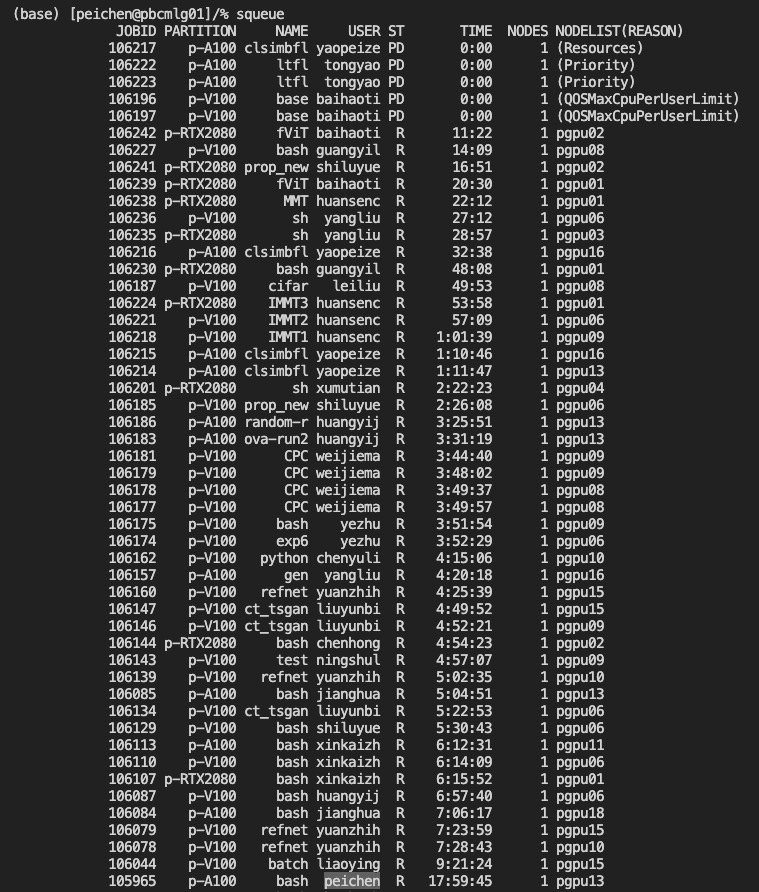 (base) [peichen@pbcmlg01]/% squeue
JOBID PARTITION NAME USER ST TIME NODES NODELIST(REASON)
106217 p-A100 clsimbfl yaopeize PD 0:00 1 (Resources)
106222 p-A100 ltfl tongyao PD 0:00 1 (Priority)
106223 p-A100 ltfl tongyao PD 0:00 1 (Priority)
106196 p-V100 base baihaoti PD 0:00 1 (QOSMaxCpuPerUserLimit)
106197 p-V100 base baihaoti PD 0:00 1 (QOSMaxCpuPerUserLimit)
106242 p-RTX2080 fViT baihaoti R 11:22 1 pgpu02
106227 p-V100 bash guangyil R 14:09 1 pgpu08
106241 p-RTX2080 prop_new shiluyue R 16:51 1 pgpu02
106239 p-RTX2080 fViT baihaoti R 20:30 1 pgpu01
106238 p-RTX2080 MMT huansenc R 22:12 1 pgpu01
106236 p-V100 sh yangliu R 27:12 1 pgpu06
106235 p-RTX2080 sh yangliu R 28:57 1 pgpu03
106216 p-A100 clsimbfl yaopeize R 32:38 1 pgpu16
106230 p-RTX2080 bash guangyil R 48:08 1 pgpu01
106187 p-V100 cifar leiliu R 49:53 1 pgpu08
106224 p-RTX2080 IMMT3 huansenc R 53:58 1 pgpu01
106221 p-V100 IMMT2 huansenc R 57:09 1 pgpu06
106218 p-V100 IMMT1 huansenc R 1:01:39 1 pgpu09
106215 p-A100 clsimbfl yaopeize R 1:10:46 1 pgpu16
106214 p-A100 clsimbfl yaopeize R 1:11:47 1 pgpu13
106201 p-RTX2080 sh xumutian R 2:22:23 1 pgpu04
106185 p-V100 prop_new shiluyue R 2:26:08 1 pgpu06
106186 p-A100 random-r huangyij R 3:25:51 1 pgpu13
106183 p-A100 ova-run2 huangyij R 3:31:19 1 pgpu13
106181 p-V100 CPC weijiema R 3:44:40 1 pgpu09
106179 p-V100 CPC weijiema R 3:48:02 1 pgpu09
106178 p-V100 CPC weijiema R 3:49:37 1 pgpu08
106177 p-V100 CPC weijiema R 3:49:57 1 pgpu08
106175 p-V100 bash yezhu R 3:51:54 1 pgpu09
106174 p-V100 exp6 yezhu R 3:52:29 1 pgpu06
106162 p-V100 python chenyuli R 4:15:06 1 pgpu10
106157 p-A100 gen yangliu R 4:20:18 1 pgpu16
106160 p-V100 refnet yuanzhih R 4:25:39 1 pgpu15
106147 p-V100 ct_tsgan liuyunbi R 4:49:52 1 pgpu15
106146 p-V100 ct_tsgan liuyunbi R 4:52:21 1 pgpu09
106144 p-RTX2080 bash chenhong R 4:54:23 1 pgpu02
106143 p-V100 test ningshul R 4:57:07 1 pgpu09
106139 p-V100 refnet yuanzhih R 5:02:35 1 pgpu10
106085 p-A100 bash jianghua R 5:04:51 1 pgpu13
106134 p-V100 ct_tsgan liuyunbi R 5:22:53 1 pgpu06
106129 p-V100 bash shiluyue R 5:30:43 1 pgpu06
106113 p-A100 bash xinkaizh R 6:12:31 1 pgpu11
106110 p-V100 bash xinkaizh R 6:14:09 1 pgpu06
106107 p-RTX2080 bash xinkaizh R 6:15:52 1 pgpu01
106087 p-V100 bash huangyij R 6:57:40 1 pgpu06
106084 p-A100 bash jianghua R 7:06:17 1 pgpu18
106079 p-V100 refnet yuanzhih R 7:23:59 1 pgpu15
106078 p-V100 refnet yuanzhih R 7:28:43 1 pgpu10
106044 p-V100 batch liaoying R 9:21:24 1 pgpu15
105965 p-A100 bash peichen R 17:59:45 1 pgpu13